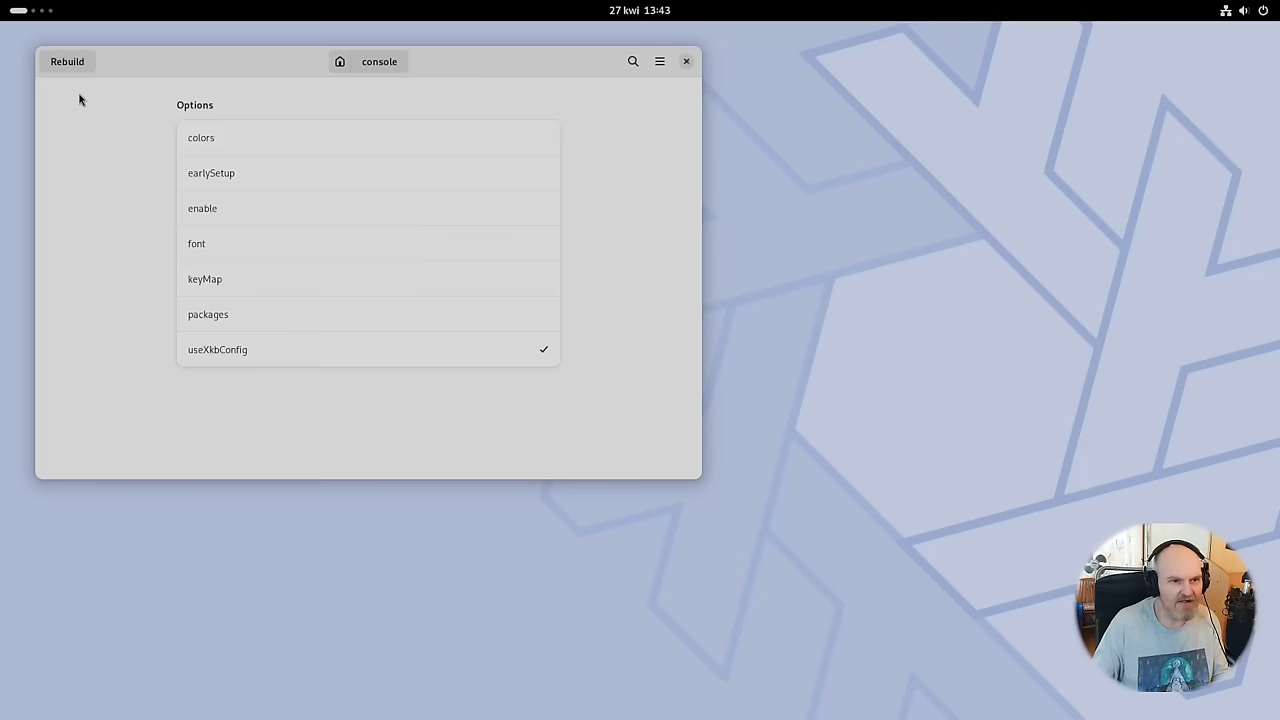 27 kwi 13:43
Rebuild
console
Options
colors
earlySetup
enable
font
keyMap
packages
useXkbConfig